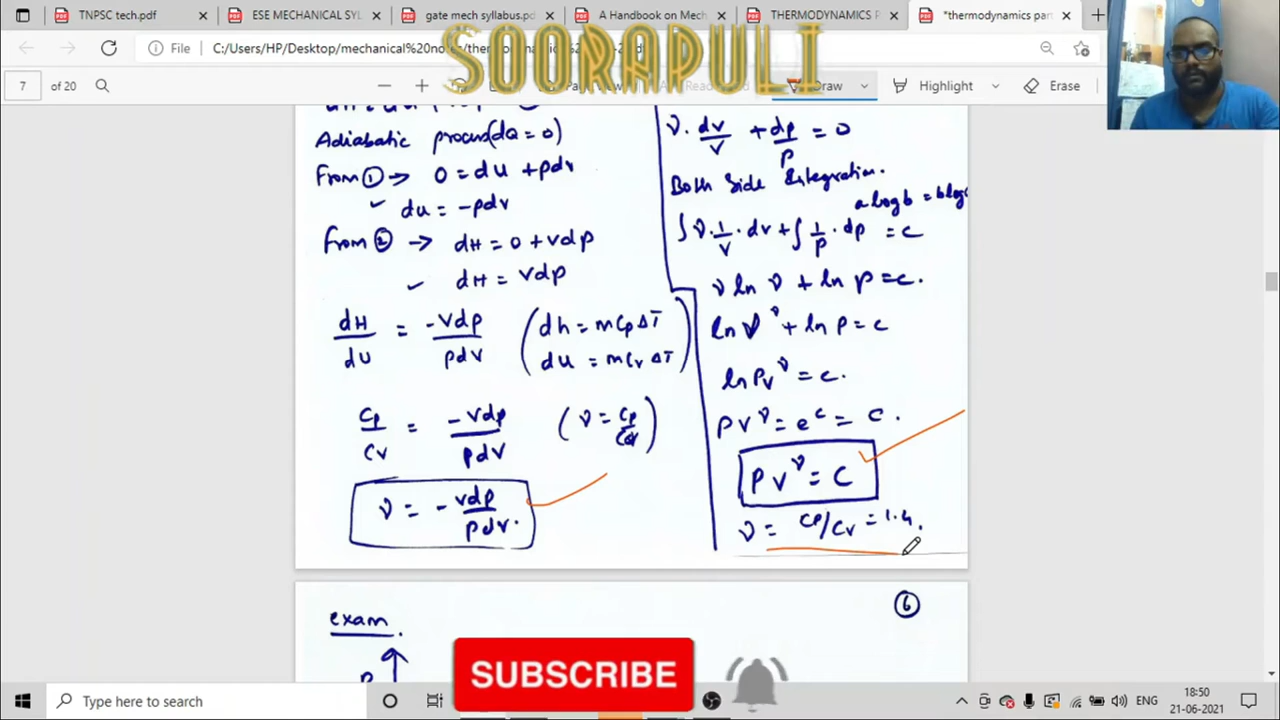 TNPSC tech.pdf
ESE MECHANICAL SYL
gate mech syllabus.pd
A Handbook on Mech
THERMODYNAMICS P
*thermodynamics par
File C:/Users/HP/Desktop/mechanical%20notes/
SOORAPULI
Draw
Highlight
Erase
7 of 20
Adiabatic process(dQ = 0)
From ① → 0 = du + pdv
du = -pdv
From ② → dH = 0 + vdp
dH = vdp
dH/du = -vdp/pdv (dh = mCpΔT
du = mCvΔT)
Cp/Cv = -vdp/pdv (γ = Cp/Cv)
γ = -vdp/pdv.
γ. dv/v + dp/p = 0
Both Side Integration.
a log b = b log
∫γ. 1/v . dv + ∫1/p . dp = c
γ ln v + ln p = c.
ln v^γ + ln p = c
ln Pv^γ = c.
Pv^γ = e^c = c.
Pv^γ = C
γ = Cp/Cv = 1.4.
⑥
exam.
P
SUBSCRIBE
Type here to search
ENG
18:50
21-06-2021